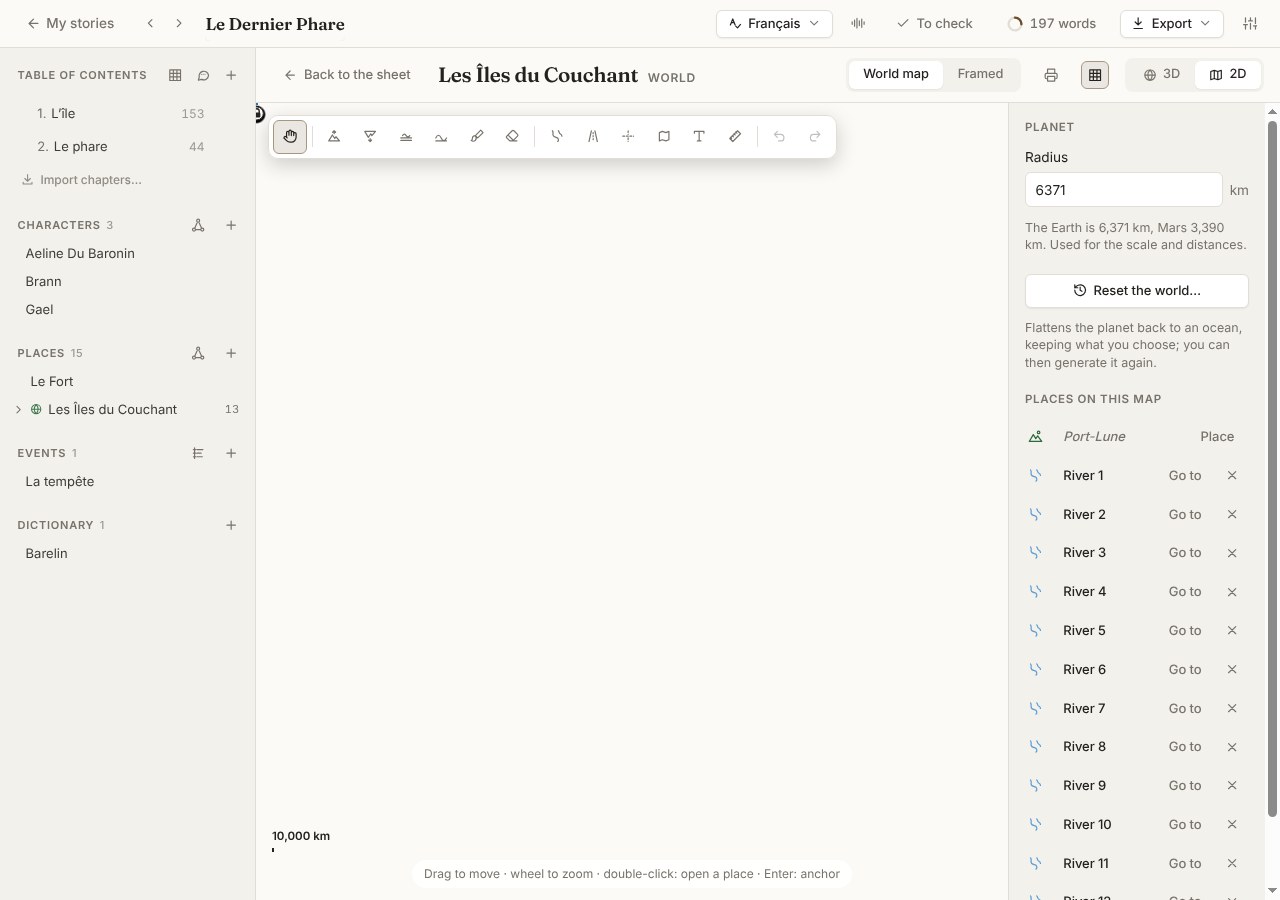 My stories
Le Dernier Phare
Français
To check
197 words
Export
TABLE OF CONTENTS
1. L'île 153
2. Le phare 44
Import chapters...
CHARACTERS 3
Aeline Du Baronin
Brann
Gael
PLACES 15
Le Fort
Les Îles du Couchant 13
EVENTS 1
La tempête
DICTIONARY 1
Barelin
Back to the sheet
Les Îles du Couchant WORLD
World map
Framed
3D
2D
10,000 km
Drag to move · wheel to zoom · double-click: open a place · Enter: anchor
PLANET
Radius
6371 km
The Earth is 6,371 km, Mars 3,390
km. Used for the scale and distances.
Reset the world...
Flattens the planet back to an ocean,
keeping what you choose; you can
then generate it again.
PLACES ON THIS MAP
Port-Lune Place
River 1 Go to
River 2 Go to
River 3 Go to
River 4 Go to
River 5 Go to
River 6 Go to
River 7 Go to
River 8 Go to
River 9 Go to
River 10 Go to
River 11 Go to